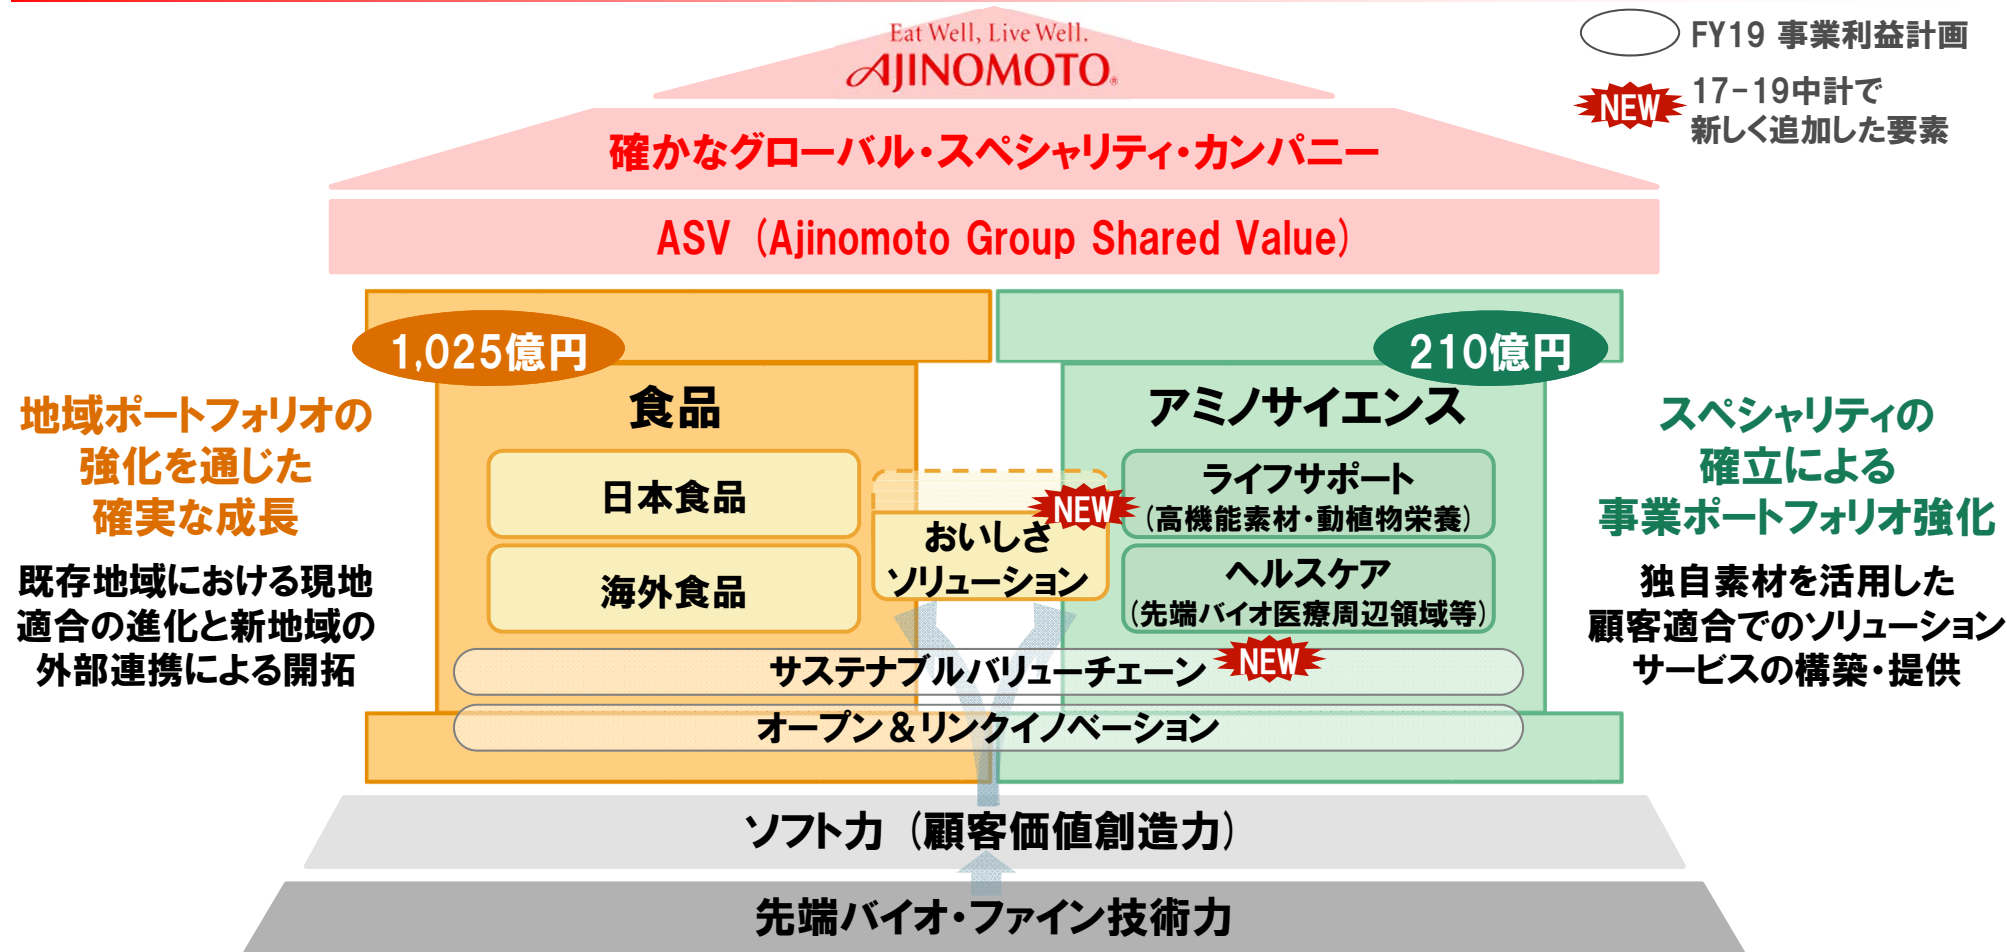 Eat Well, Live Well.
AJINOMOTO®
FY19 事業利益計画
NEW
17-19中計で
新しく追加した要素
確かなグローバル・スペシャリティ・カンパニー
ASV (Ajinomoto Group Shared Value)
1,025億円
210億円
地域ポートフォリオの
強化を通じた
確実な成長
既存地域における現地
適合の進化と新地域の
外部連携による開拓
食品
日本食品
海外食品
NEW
おいしさ
ソリューション
アミノサイエンス
ライフサポート
(高機能素材・動植物栄養)
ヘルスケア
(先端バイオ医療周辺領域等)
スペシャリティの
確立による
事業ポートフォリオ強化
独自素材を活用した
顧客適合でのソリューション
サービスの構築・提供
サステナブルバリューチェーン NEW
オープン&リンクイノベーション
ソフト力 (顧客価値創造力)
先端バイオ・ファイン技術力